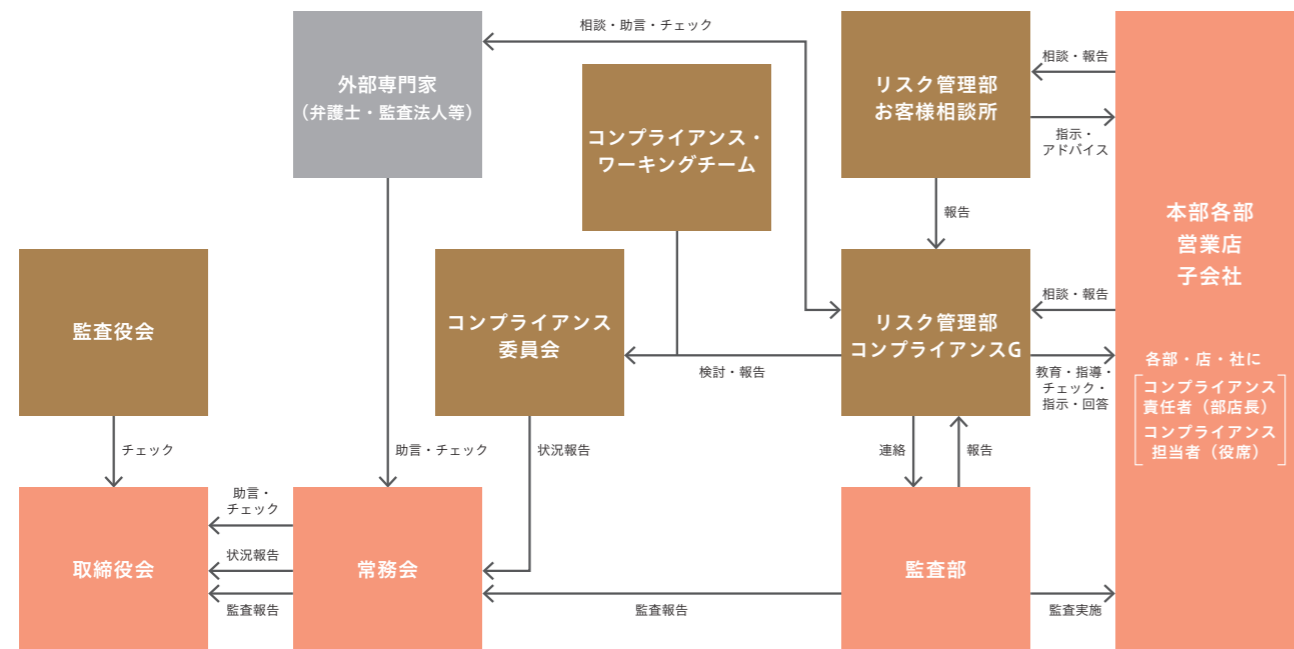 相談・助言・チェック
外部専門家
（弁護士・監査法人等）
コンプライアンス・
ワーキングチーム
リスク管理部
お客様相談所
相談・報告
指示・
アドバイス
報告
本部各部
営業店
子会社
各部・店・社に
コンプライアンス
責任者（部店長）
コンプライアンス
担当者（役席）
監査役会
コンプライアンス
委員会
リスク管理部
コンプライアンスG
相談・報告
検討・報告
教育・指導・
チェック・
指示・回答
チェック
助言・チェック
状況報告
連絡
報告
助言・
チェック
状況報告
監査報告
取締役会
常務会
監査報告
監査部
監査実施